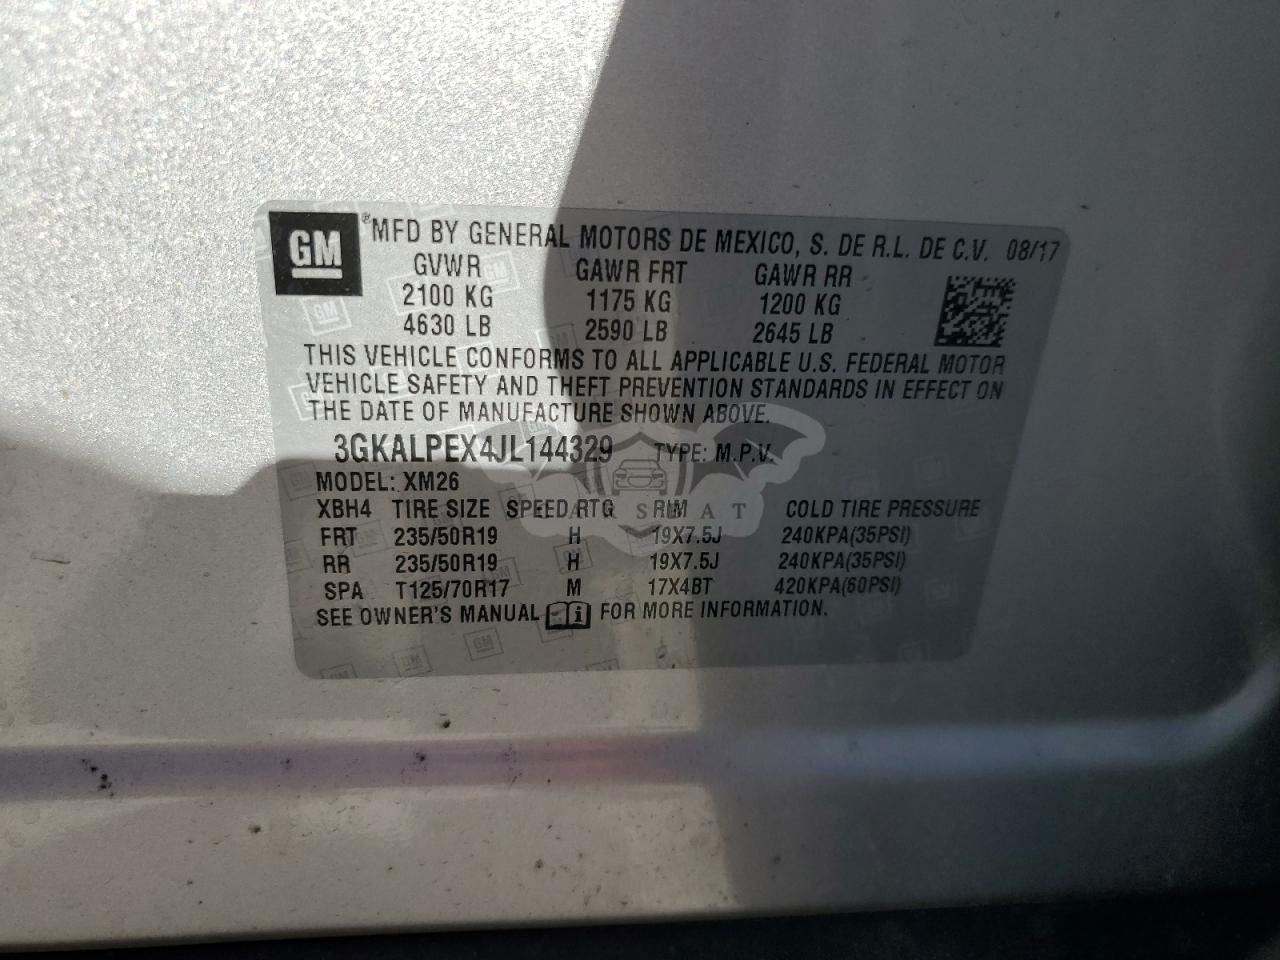 GM ® MFD BY GENERAL MOTORS DE MEXICO, S. DE R.L. DE C.V. 08/17
GVWR GAWR FRT GAWR RR
2100 KG 1175 KG 1200 KG
4630 LB 2590 LB 2645 LB
THIS VEHICLE CONFORMS TO ALL APPLICABLE U.S. FEDERAL MOTOR
VEHICLE SAFETY AND THEFT PREVENTION STANDARDS IN EFFECT ON
THE DATE OF MANUFACTURE SHOWN ABOVE.
3GKALPEX4JL144329 TYPE: M.P.V.
MODEL: XM26
XBH4 TIRE SIZE SPEED RTG RIM COLD TIRE PRESSURE
FRT 235/50R19 H 19X7.5J 240KPA(35PSI)
RR 235/50R19 H 19X7.5J 240KPA(35PSI)
SPA T125/70R17 M 17X4BT 420KPA(60PSI)
SEE OWNER'S MANUAL i FOR MORE INFORMATION.